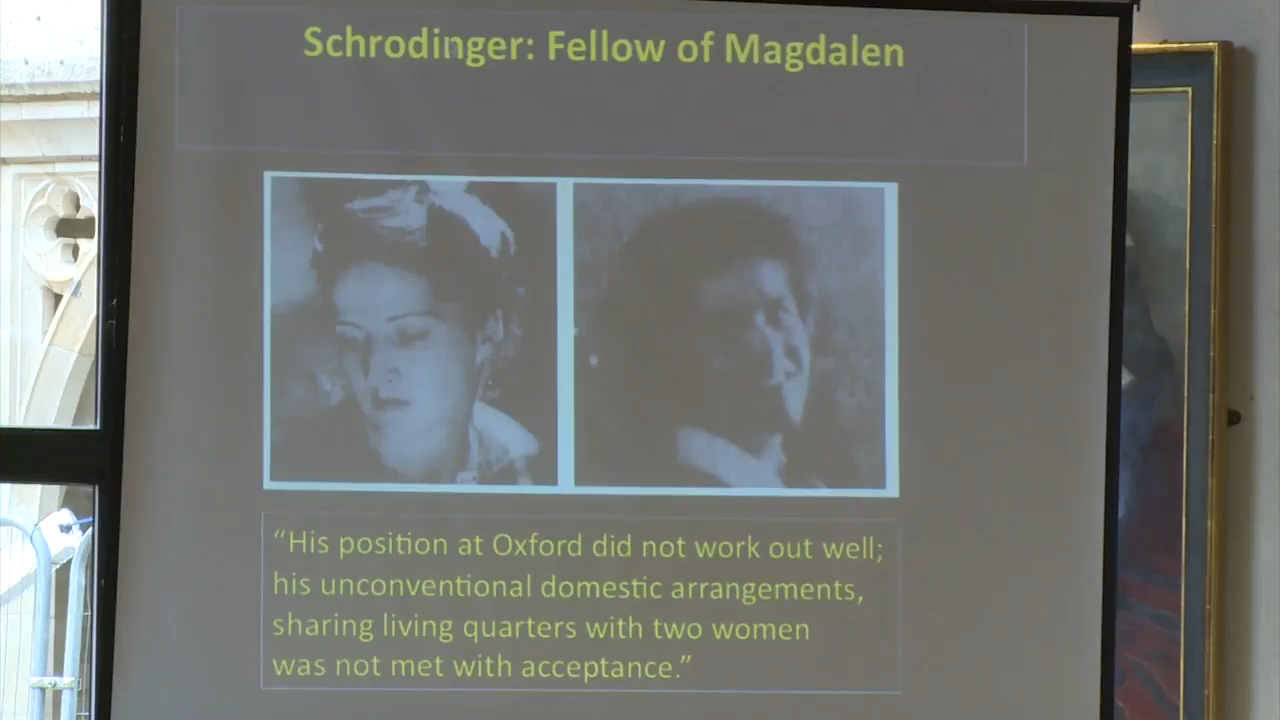 Schrodinger: Fellow of Magdalen
“His position at Oxford did not work out well;
his unconventional domestic arrangements,
sharing living quarters with two women
was not met with acceptance.”